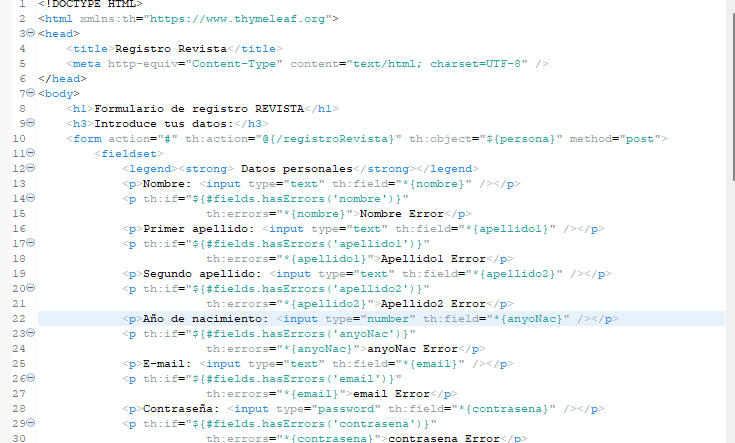 1 <!DOCTYPE HTML>
2 <html xmlns:th="https://www.thymeleaf.org">
3 <head>
4 <title>Registro Revista</title>
5 <meta http-equiv="Content-Type" content="text/html; charset=UTF-8" />
6 </head>
7 <body>
8 <h1>Formulario de registro REVISTA</h1>
9 <h3>Introduce tus datos:</h3>
10 <form action="#" th:action="@{/registroRevista}" th:object="${persona}" method="post">
11 <fieldset>
12 <legend><strong> Datos personales</strong></legend>
13 <p>Nombre: <input type="text" th:field="*{nombre}" /></p>
14 <p th:if="${#fields.hasErrors('nombre')}"
15 th:errors="*{nombre}">Nombre Error</p>
16 <p>Primer apellido: <input type="text" th:field="*{apellido1}" /></p>
17 <p th:if="${#fields.hasErrors('apellido1')}"
18 th:errors="*{apellido1}">Apellido1 Error</p>
19 <p>Segundo apellido: <input type="text" th:field="*{apellido2}" /></p>
20 <p th:if="${#fields.hasErrors('apellido2')}"
21 th:errors="*{apellido2}">Apellido2 Error</p>
22 <p>Año de nacimiento: <input type="number" th:field="*{anyoNac}" /></p>
23 <p th:if="${#fields.hasErrors('anyoNac')}"
24 th:errors="*{anyoNac}">anyoNac Error</p>
25 <p>E-mail: <input type="text" th:field="*{email}" /></p>
26 <p th:if="${#fields.hasErrors('email')}"
27 th:errors="*{email}">email Error</p>
28 <p>Contraseña: <input type="password" th:field="*{contrasena}" /></p>
29 <p th:if="${#fields.hasErrors('contrasena')}"
30 th:errors="*{contrasena}">contrasena Error</p>